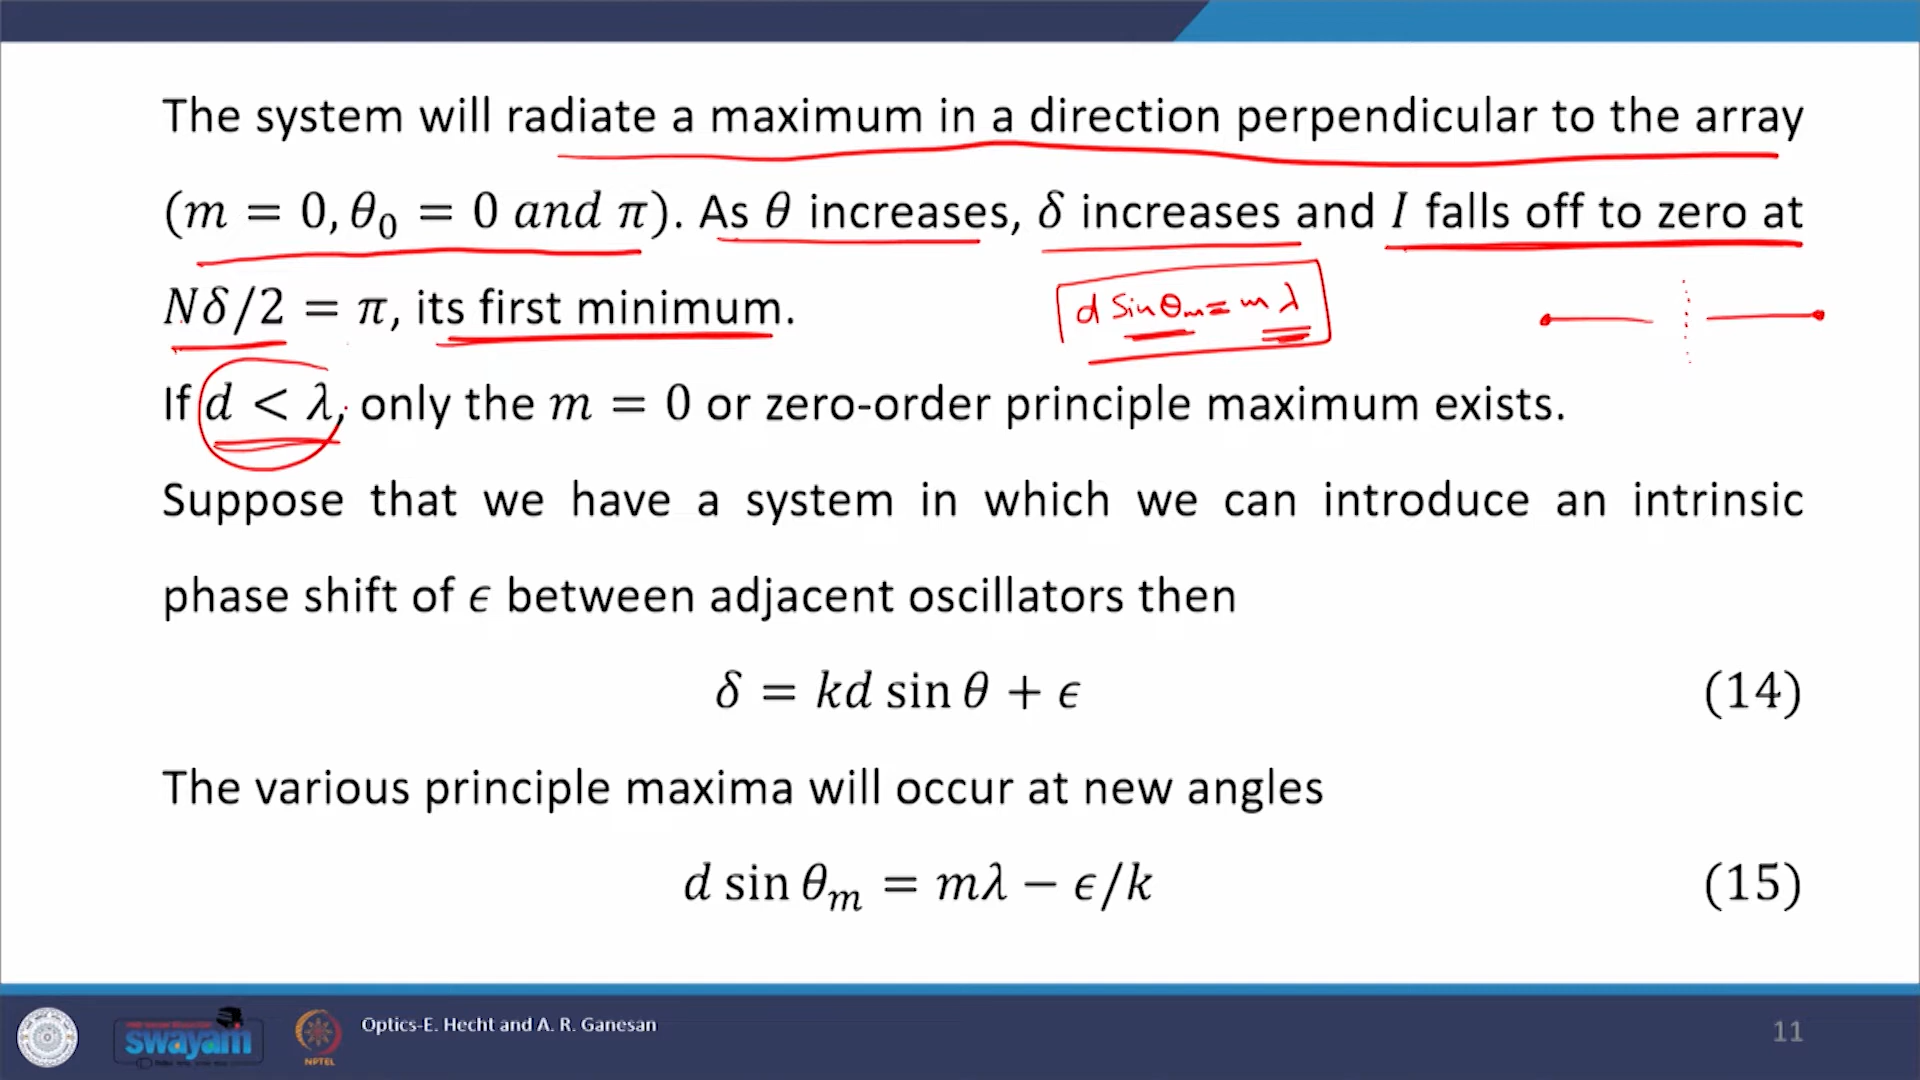 The system will radiate a maximum in a direction perpendicular to the array
(m = 0, θ₀ = 0 and π). As θ increases, δ increases and I falls off to zero at
Nδ/2 = π, its first minimum.
d Sin θₘ = m λ
If d < λ, only the m = 0 or zero-order principle maximum exists.
Suppose that we have a system in which we can introduce an intrinsic
phase shift of ϵ between adjacent oscillators then
δ = kd sin θ + ϵ (14)
The various principle maxima will occur at new angles
d sin θₘ = mλ − ϵ/k (15)
swayam
NPTEL
Optics-E. Hecht and A. R. Ganesan
11